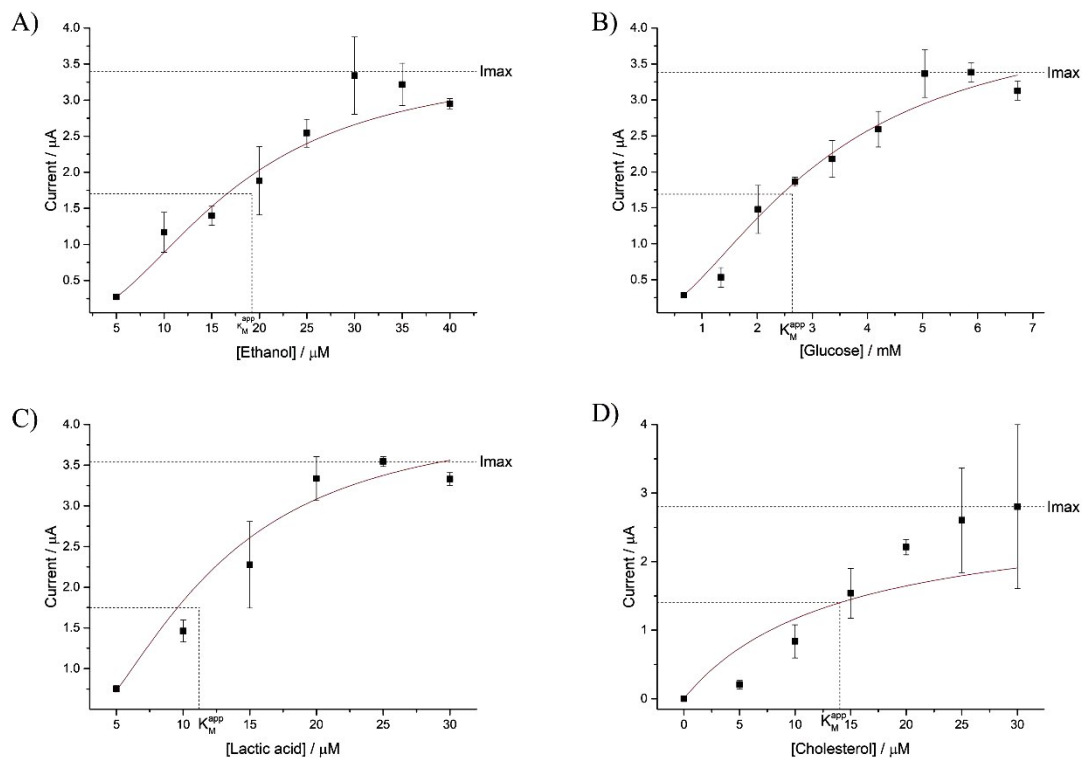 A)
4.0
3.5
3.0
2.5
2.0
1.5
1.0
0.5
Current / μA
Imax
5
10
15
20
25
30
35
40
K_M^app
[Ethanol] / μM
B)
4.0
3.5
3.0
2.5
2.0
1.5
1.0
0.5
Current / μA
Imax
1
2
3
4
5
6
7
K_M^app
[Glucose] / mM
C)
4.0
3.5
3.0
2.5
2.0
1.5
1.0
Current / μA
Imax
5
10
15
20
25
30
K_M^app
[Lactic acid] / μM
D)
4
3
2
1
0
Current / μA
Imax
0
5
10
15
20
25
30
K_M^app
[Cholesterol] / μM